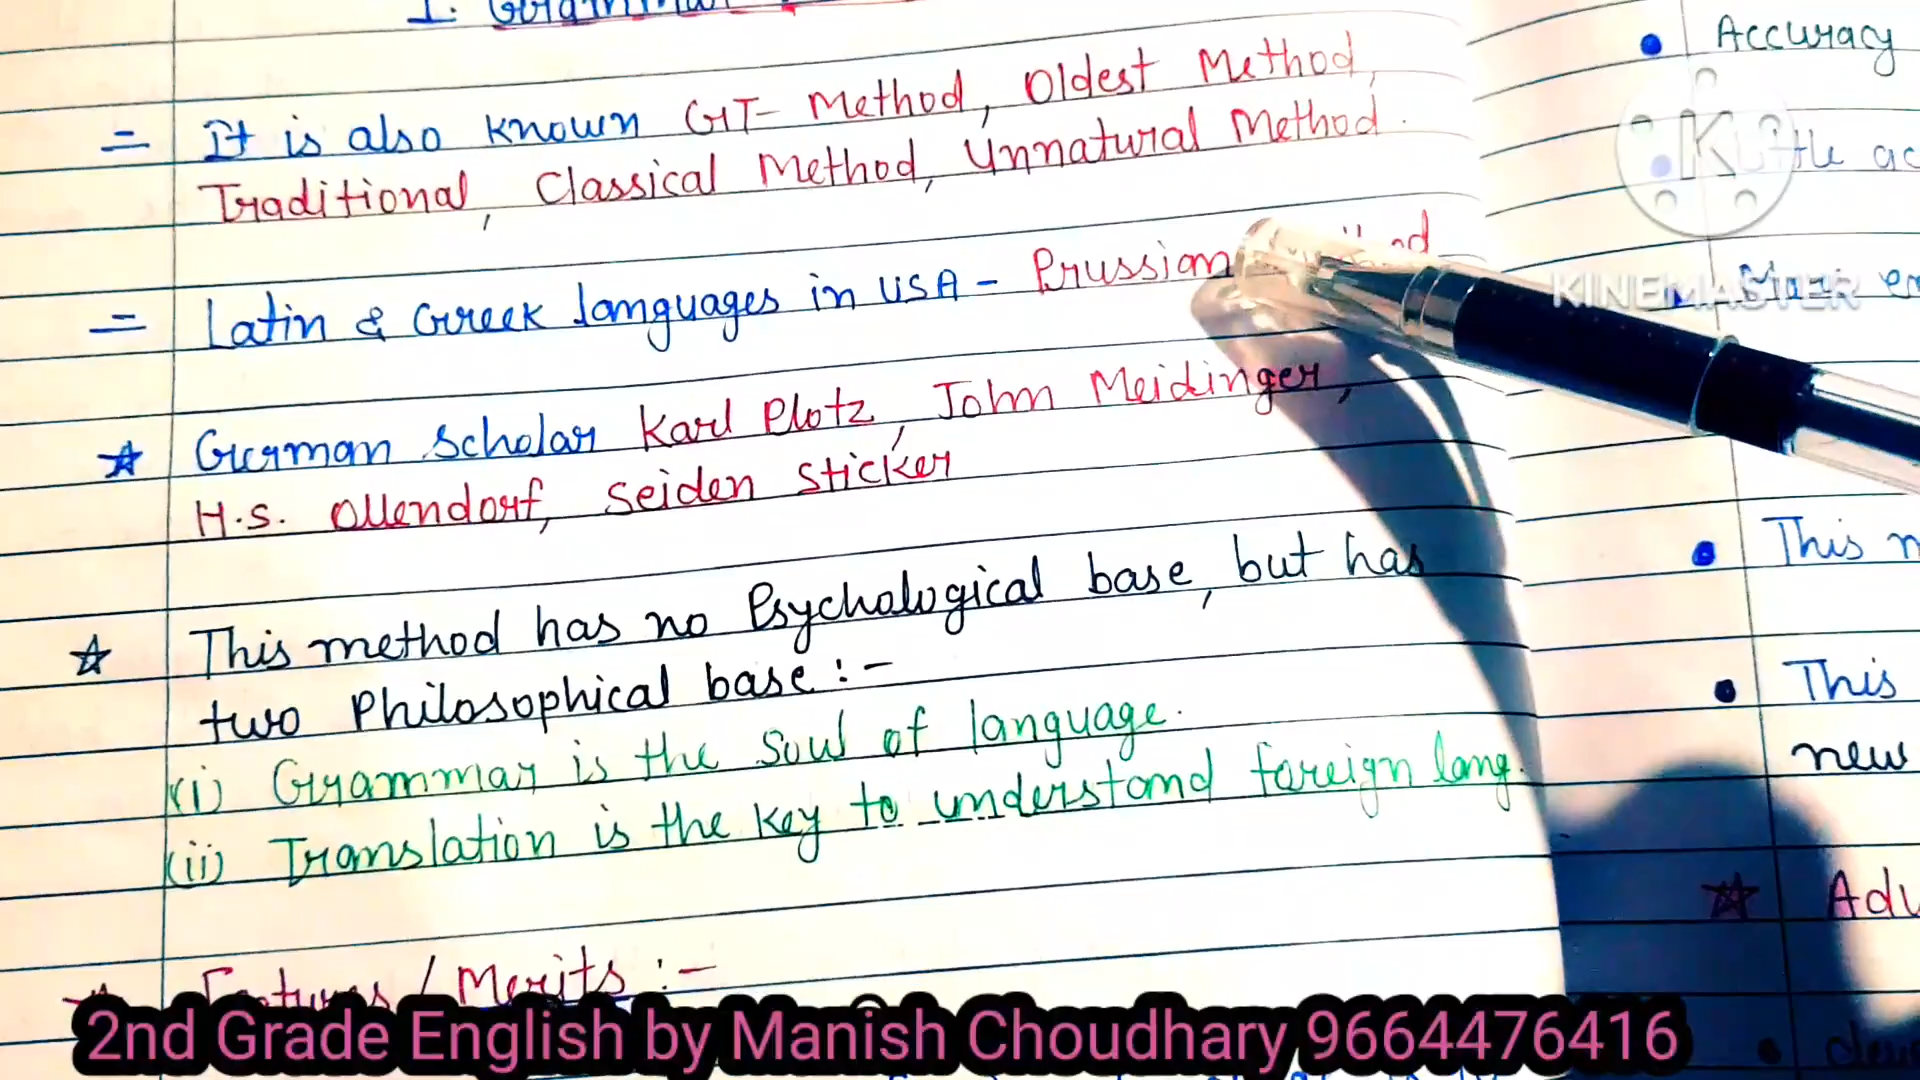 1. Grammar
= It is also known GT- Method, Oldest Method,
Traditional, Classical Method, Unnatural Method.
= Latin & Greek languages in USA - Prussian
☆ German scholar Karl Plotz, John Meidinger,
H.S. Ollendorf, Seiden Sticker
☆ This method has no Psychological base, but has
two Philosophical base :-
(i) Grammar is the Soul of language.
(ii) Translation is the key to understand foreign lang.
Features / Merits :-
Accuracy
This
This
new
KINEMASTER
2nd Grade English by Manish Choudhary 9664476416